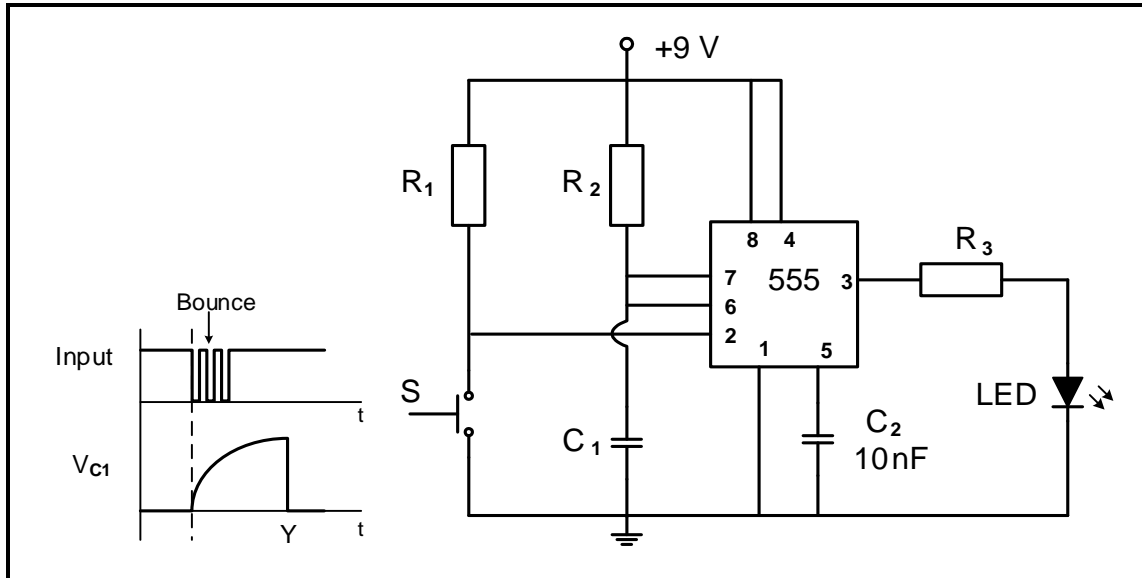 +9 V
R1
R2
8 4
7 555 3
R3
6
2
1 5
Bounce
Input
t
S
LED
C1
C2
10nF
VC1
Y t